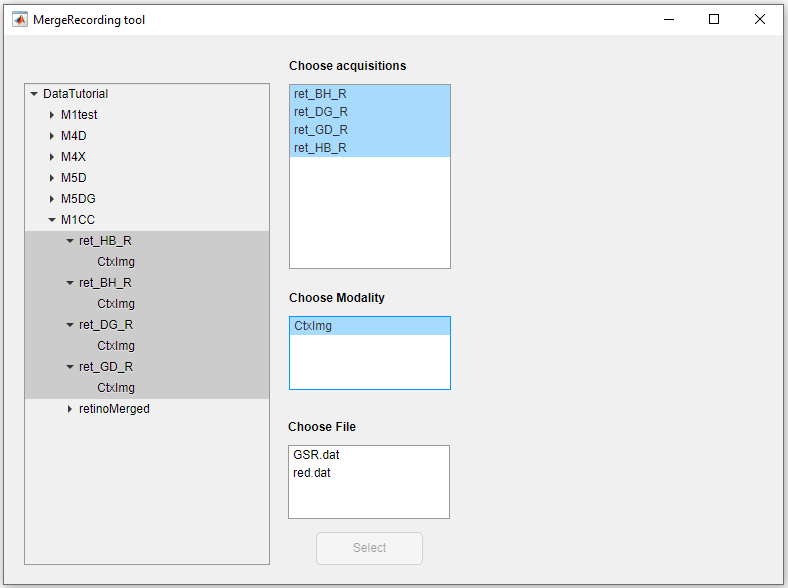 MergeRecording tool
DataTutorial
M1test
M4D
M4X
M5D
M5DG
M1CC
ret_HB_R
CtxImg
ret_BH_R
CtxImg
ret_DG_R
CtxImg
ret_GD_R
CtxImg
retinoMerged
Choose acquisitions
ret_BH_R
ret_DG_R
ret_GD_R
ret_HB_R
Choose Modality
CtxImg
Choose File
GSR.dat
red.dat
Select